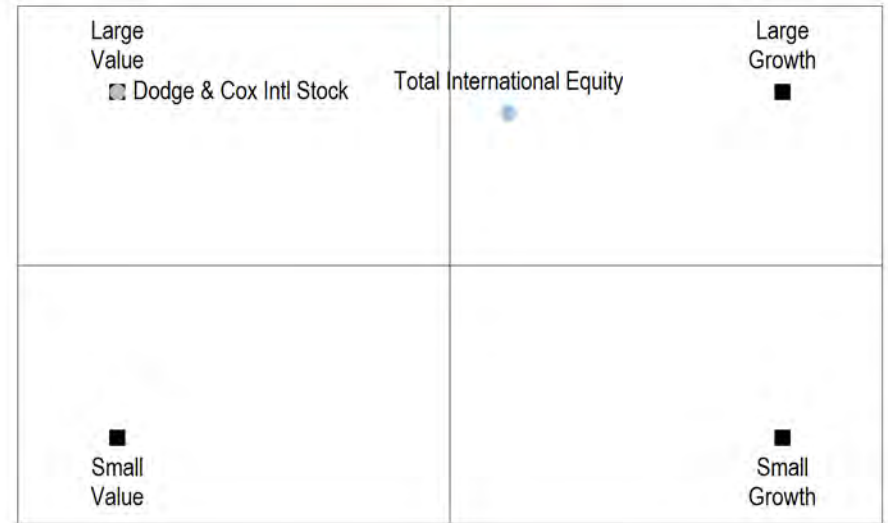 Large
Value
Large
Growth
Dodge & Cox Intl Stock
Total International Equity
Small
Value
Small
Growth